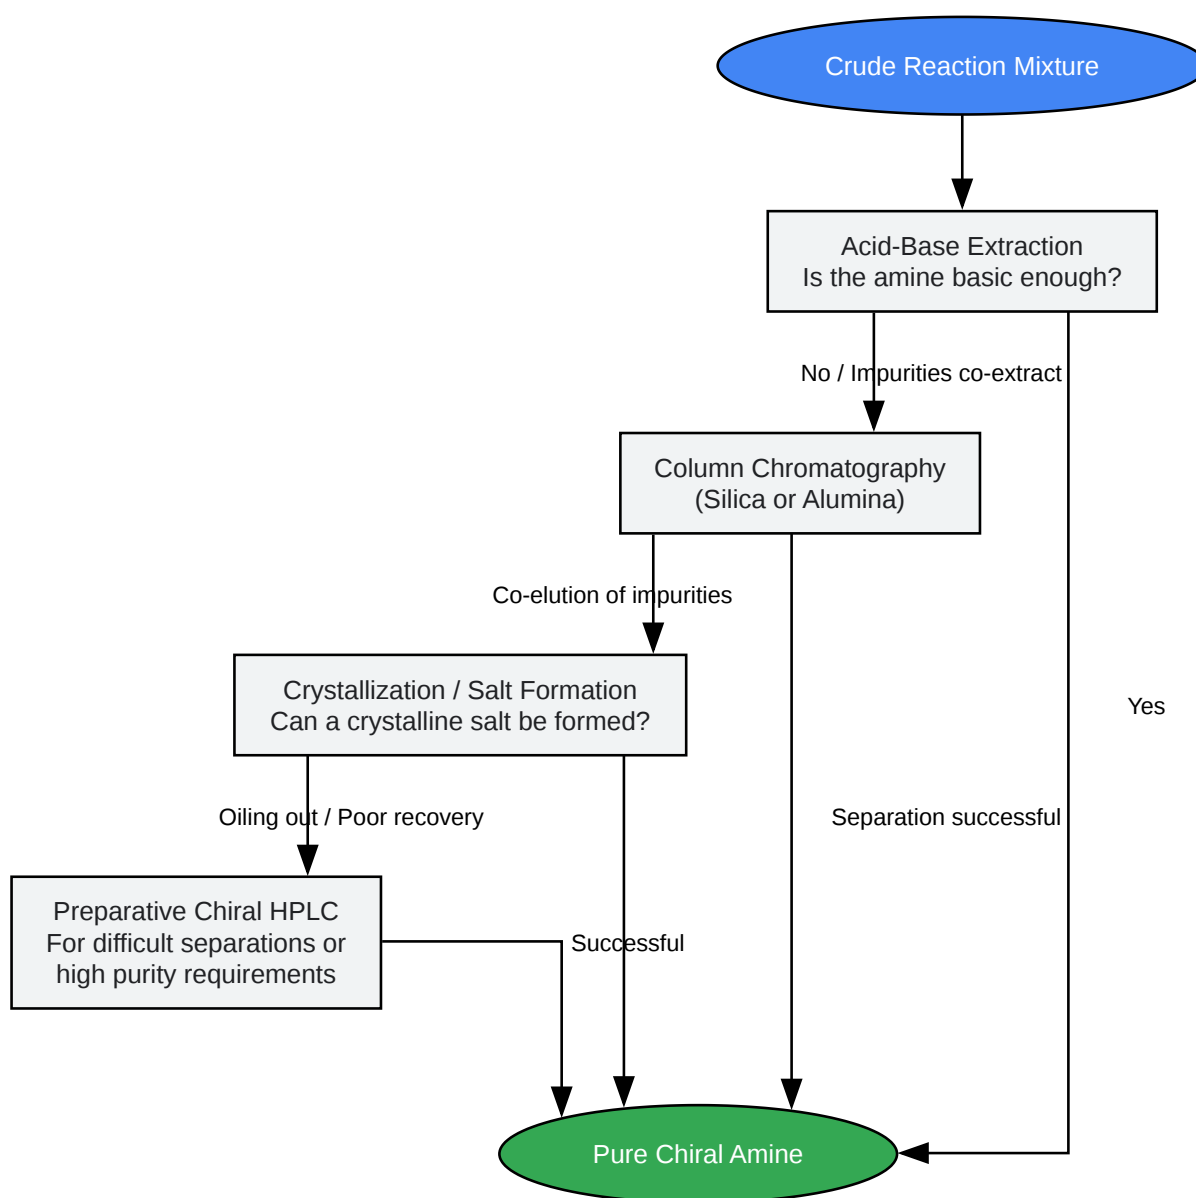 Crude Reaction Mixture
Acid-Base Extraction
Is the amine basic enough?
No / Impurities co-extract
Column Chromatography
(Silica or Alumina)
Co-elution of impurities
Crystallization / Salt Formation
Can a crystalline salt be formed?
Yes
Oiling out / Poor recovery
Separation successful
Preparative Chiral HPLC
For difficult separations or
high purity requirements
Successful
Pure Chiral Amine